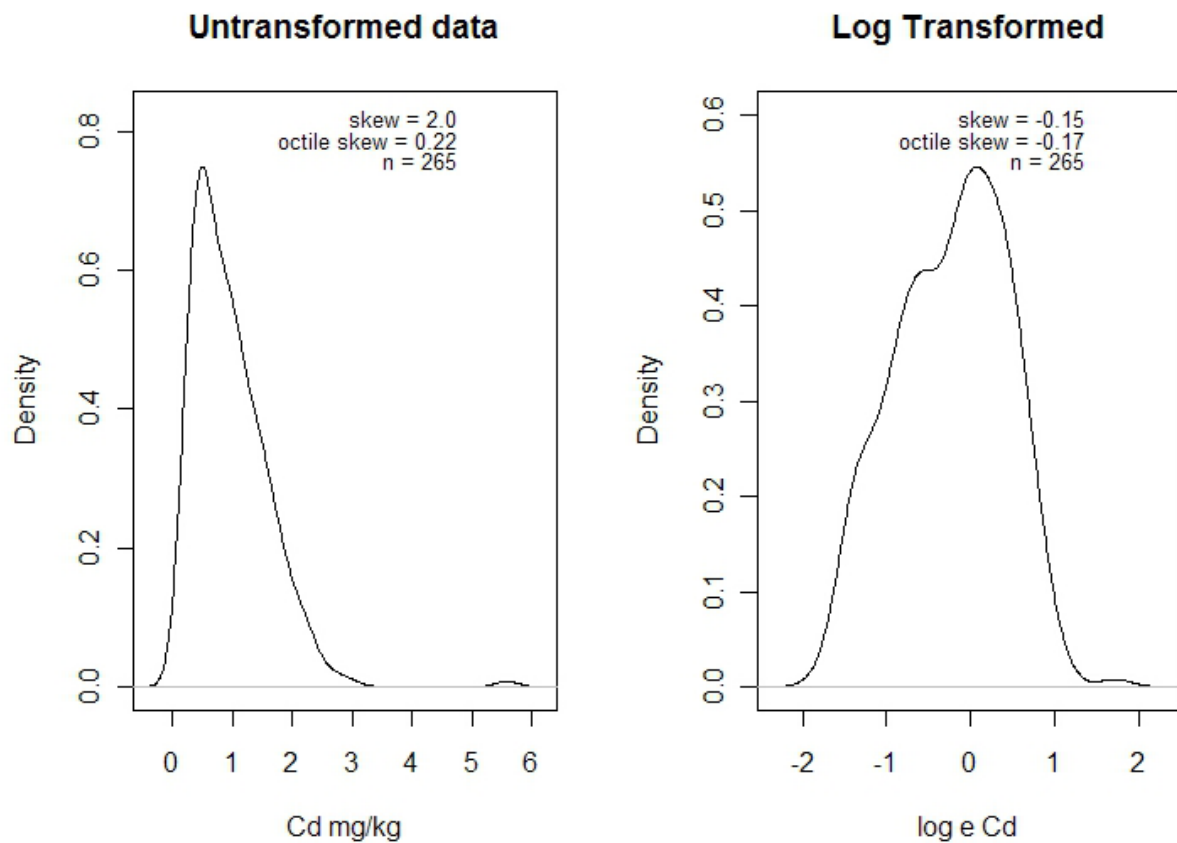 Untransformed data
skew = 2.0
octile skew = 0.22
n = 265
0.8
0.6
0.4
0.2
0.0
Density
0 1 2 3 4 5 6
Cd mg/kg
Log Transformed
skew = -0.15
octile skew = -0.17
n = 265
0.6
0.5
0.4
0.3
0.2
0.1
0.0
Density
-2 -1 0 1 2
log e Cd